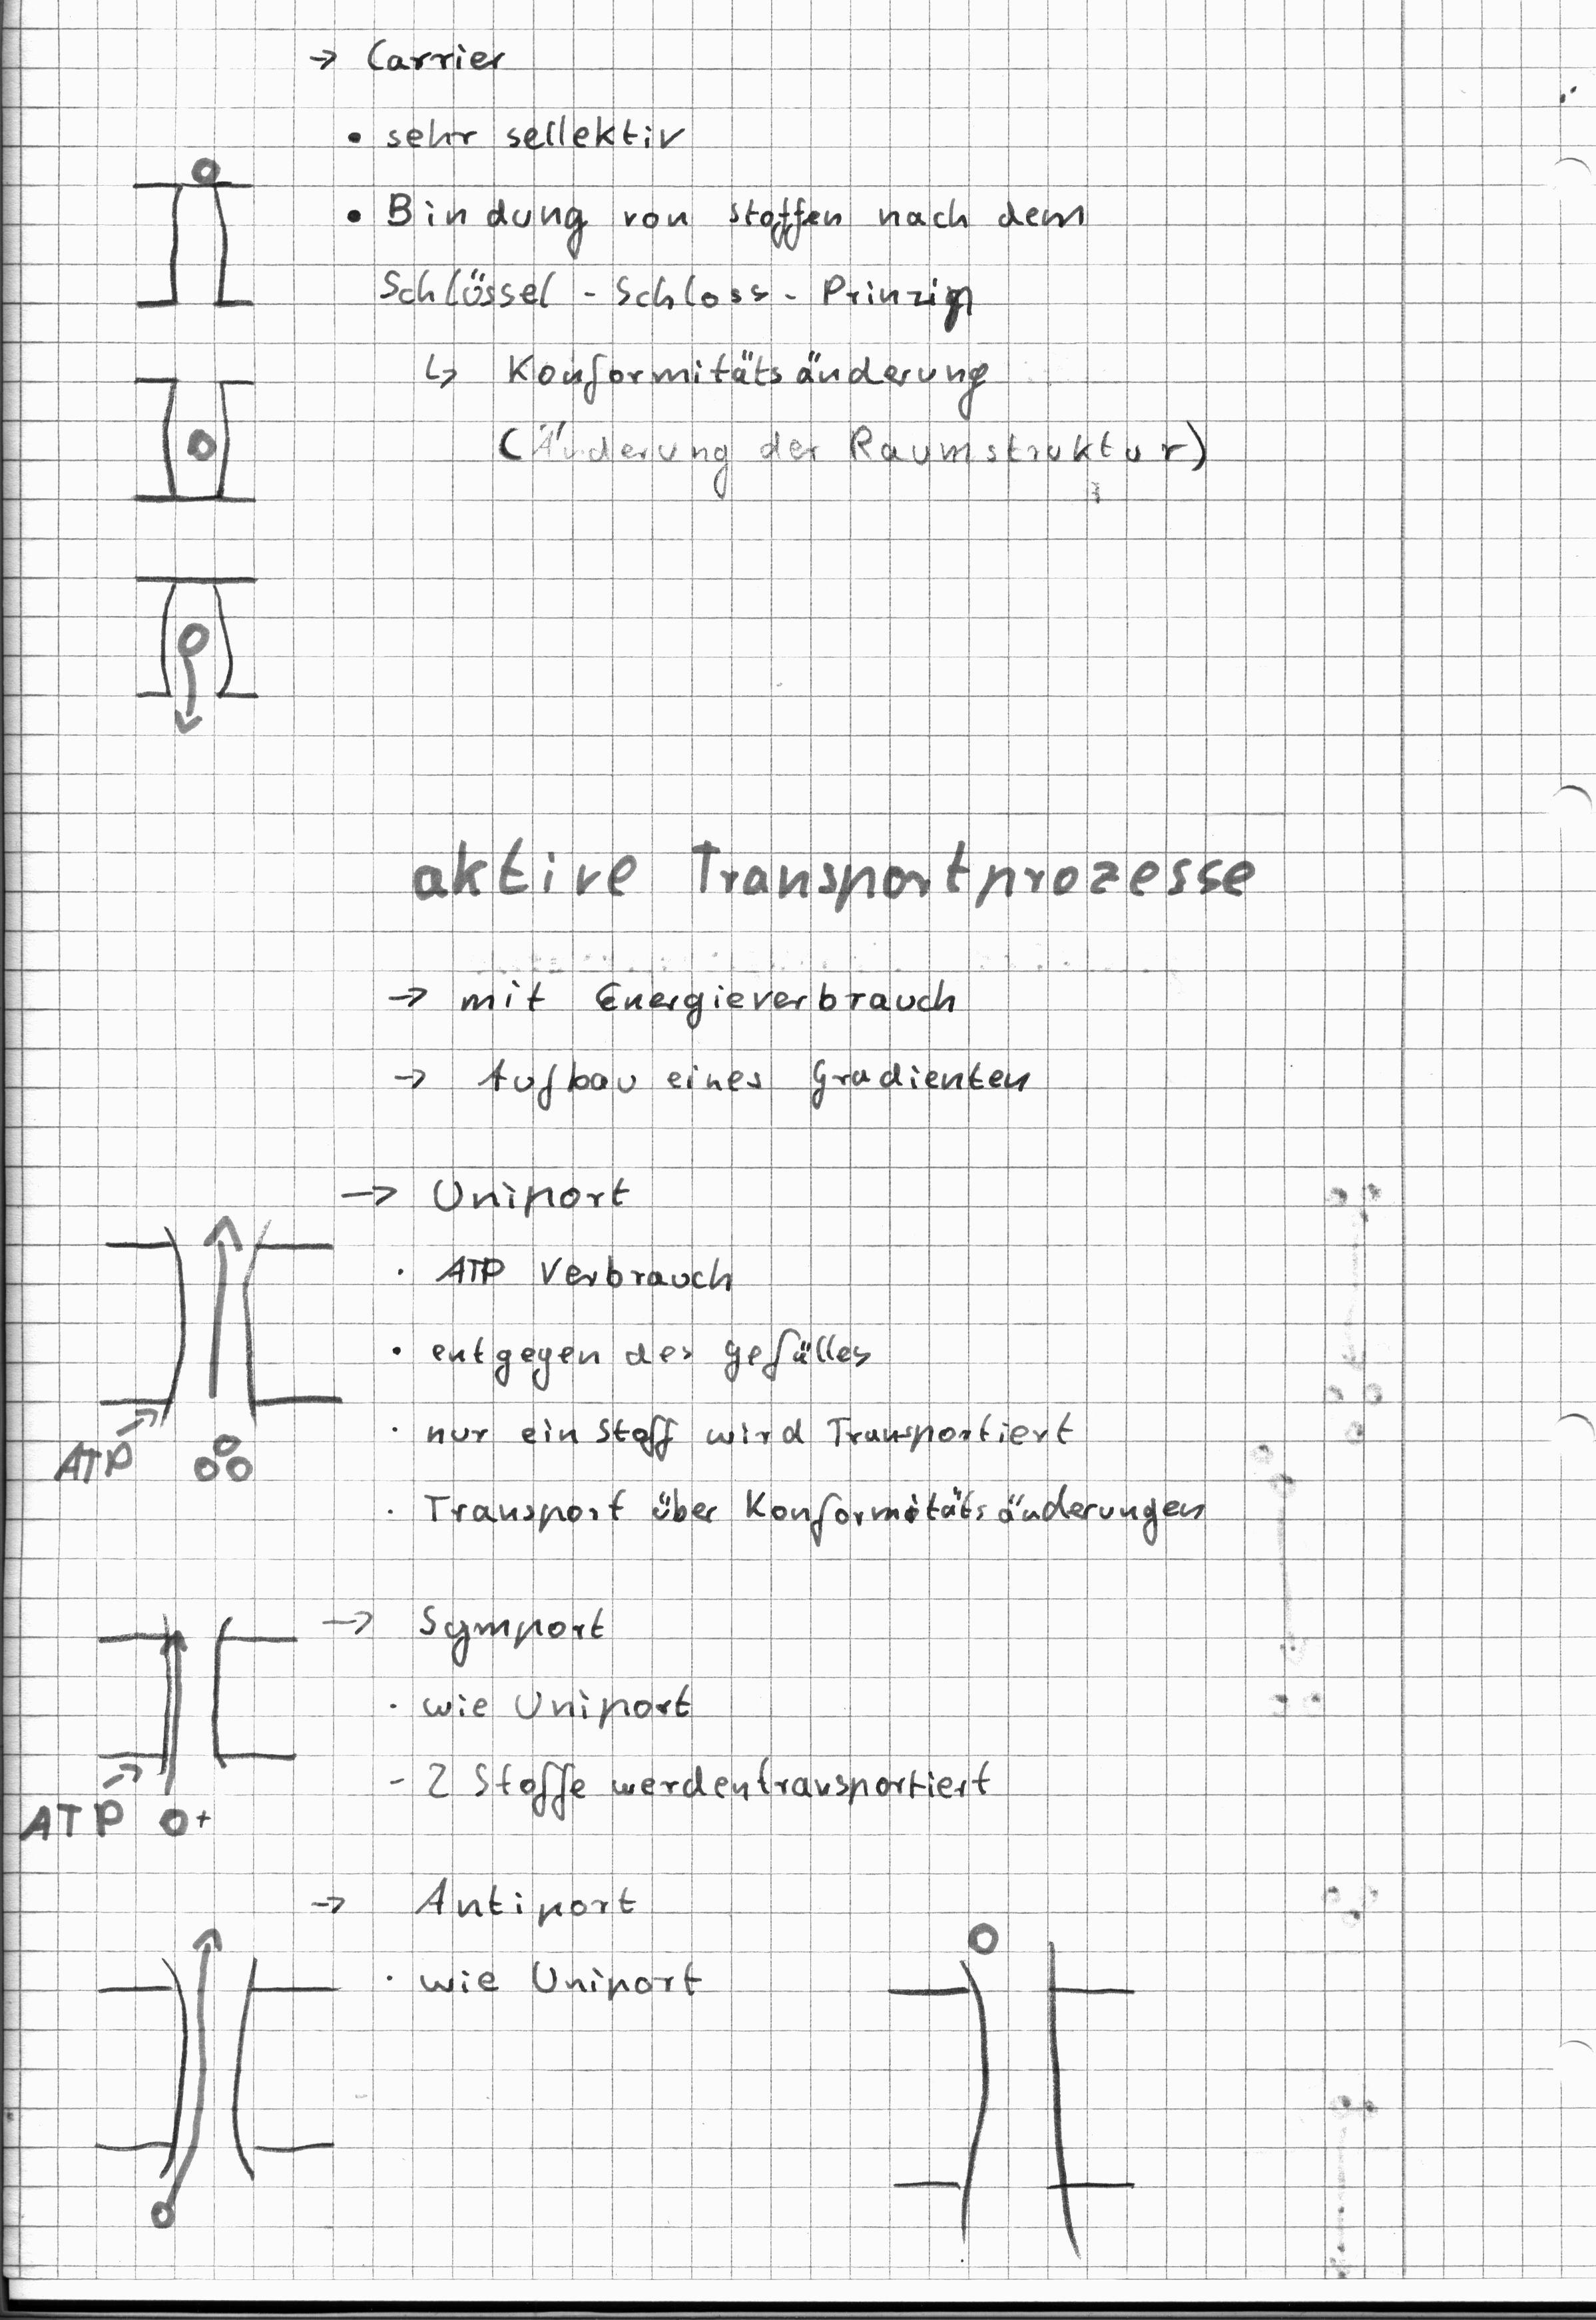 → Carrier
• sehr sellektiv
• Bindung von Stoffen nach dem
Schlüssel - Schloss - Prinzip
↳ Konformitätsänderung
(Änderung der Raumstruktur)
aktive Transportprozesse
→ mit Energieverbrauch
→ Aufbau eines Gradienten
→ Uniport
· ATP Verbrauch
• entgegen des Gefälles
· nur ein Stoff wird Transportiert
ATP
· Transport über Konformitätsänderungen
→ Symport
· wie Uniport
- 2 Stoffe werden transportiert
ATP +
→ Antiport
· wie Uniport